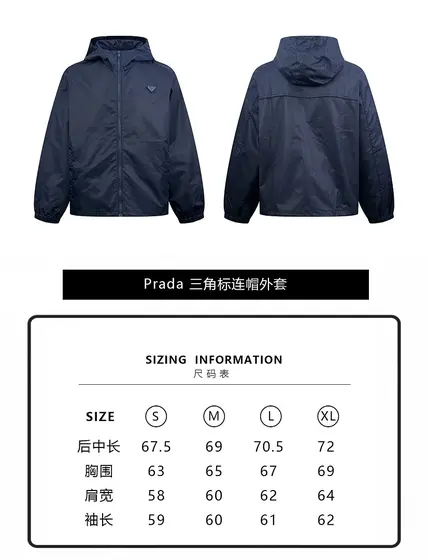 Prada 三角标连帽外套
SIZING INFORMATION
尺码表
SIZE S M L XL
后中长 67.5 69 70.5 72
胸围 63 65 67 69
肩宽 58 60 62 64
袖长 59 60 61 62